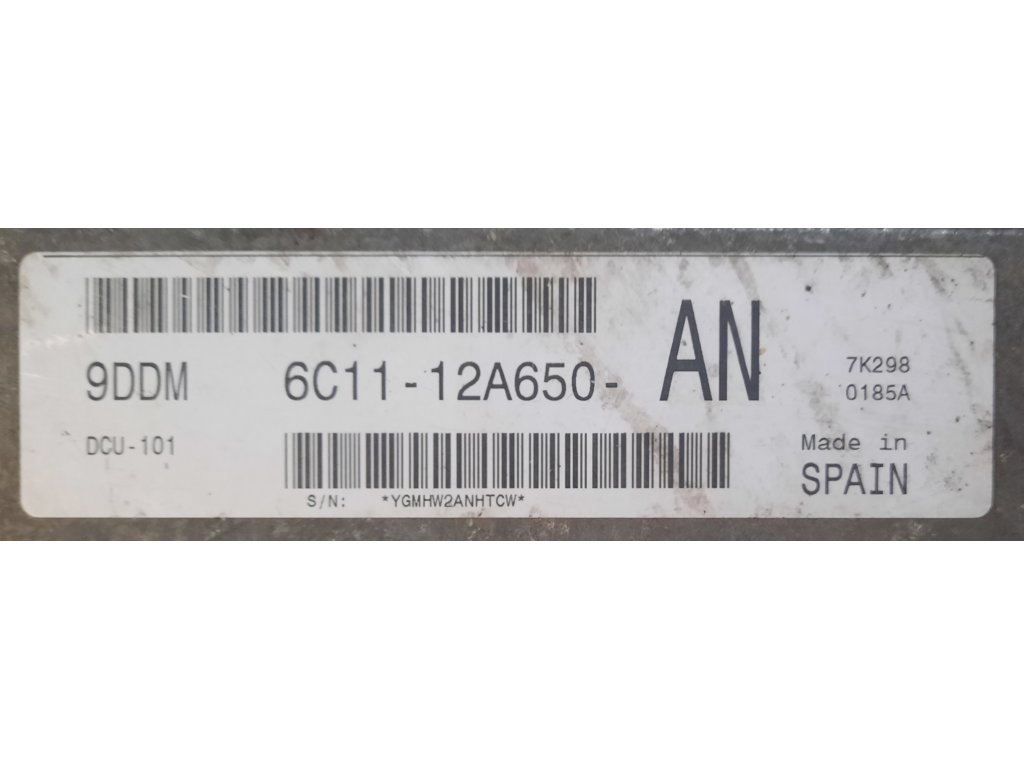 9DDM 6C11-12A650- AN
7K298
0185A
DCU-101
Made in
SPAIN
S/N: *YGMHW2ANHTCW*